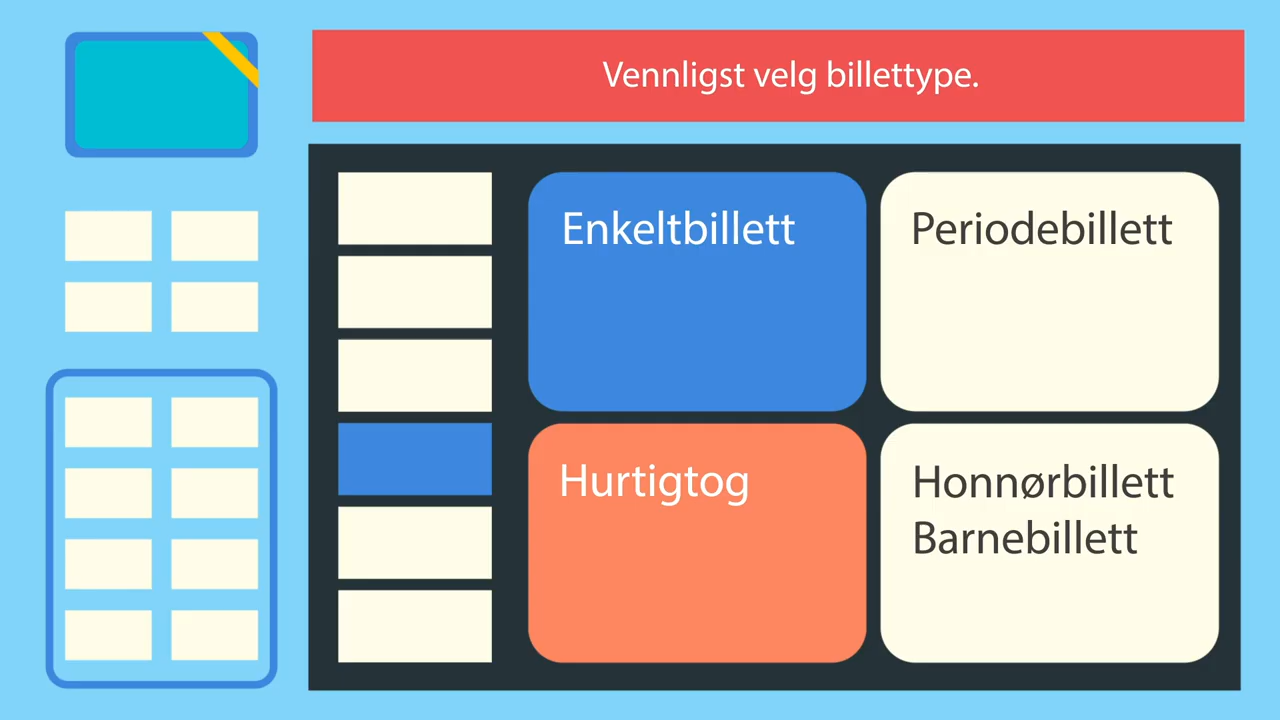 Vennligst velg billettype.
Enkeltbillett
Periodebillett
Hurtigtog
Honnørbillett
Barnebillett